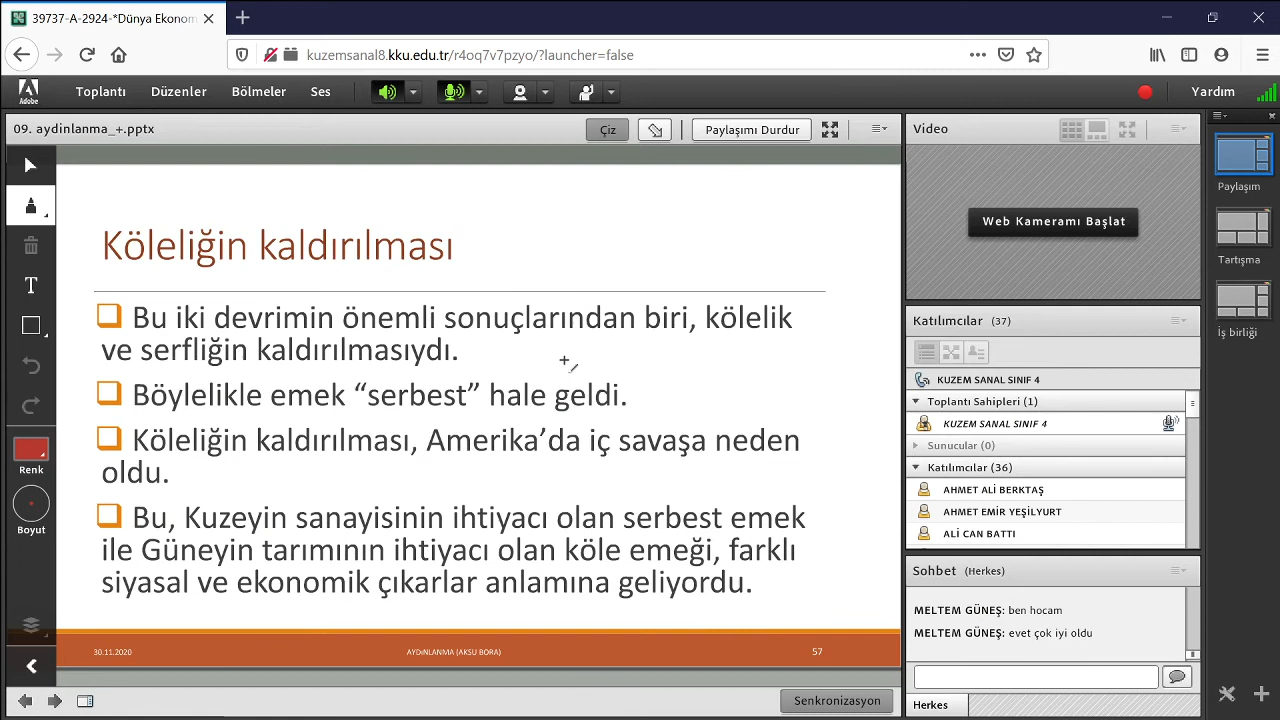 39737-A-2924-*Dünya Ekonom
kuzemsanal8.kku.edu.tr/r4oq7v7pzyo/?launcher=false
Adobe
Toplantı
Düzenler
Bölmeler
Ses
Yardım
09. aydinlanma_+.pptx
Çiz
Paylaşımı Durdur
Köleliğin kaldırılması
Bu iki devrimin önemli sonuçlarından biri, kölelik
ve serfliğin kaldırılmasıydı.
Böylelikle emek “serbest” hale geldi.
Köleliğin kaldırılması, Amerika’da iç savaşa neden
oldu.
Bu, Kuzeyin sanayisinin ihtiyacı olan serbest emek
ile Güneyin tarımının ihtiyacı olan köle emeği, farklı
siyasal ve ekonomik çıkarlar anlamına geliyordu.
30.11.2020
AYDıNLANMA (AKSU BORA)
57
T
Renk
Boyut
Senkronizasyon
Video
Web Kameramı Başlat
Katılımcılar (37)
KUZEM SANAL SINIF 4
Toplantı Sahipleri (1)
KUZEM SANAL SINIF 4
Sunucular (0)
Katılımcılar (36)
AHMET ALİ BERKTAŞ
AHMET EMIR YEŞİLYURT
ALİ CAN BATTI
Sohbet (Herkes)
MELTEM GÜNEŞ: ben hocam
MELTEM GÜNEŞ: evet çok iyi oldu
Herkes
Paylaşım
Tartışma
İş birliği